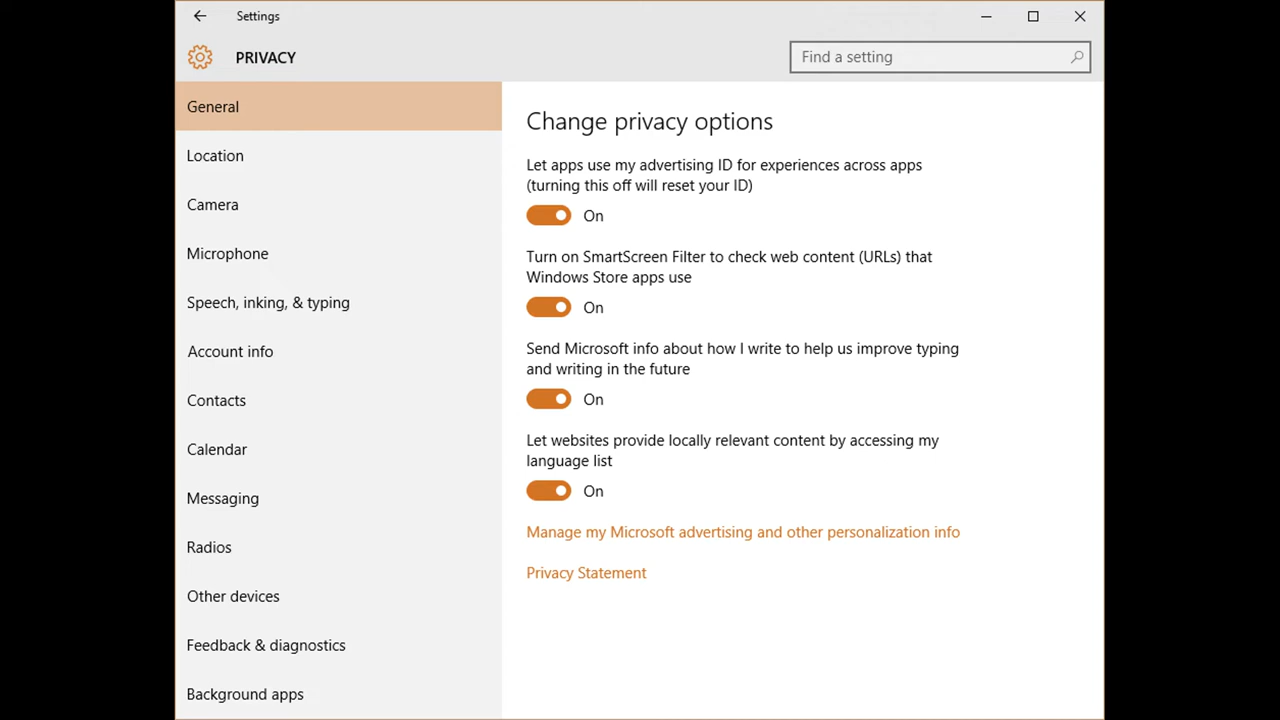 Settings
PRIVACY
Find a setting
General
Location
Camera
Microphone
Speech, inking, & typing
Account info
Contacts
Calendar
Messaging
Radios
Other devices
Feedback & diagnostics
Background apps
Change privacy options
Let apps use my advertising ID for experiences across apps
(turning this off will reset your ID)
On
Turn on SmartScreen Filter to check web content (URLs) that
Windows Store apps use
On
Send Microsoft info about how I write to help us improve typing
and writing in the future
On
Let websites provide locally relevant content by accessing my
language list
On
Manage my Microsoft advertising and other personalization info
Privacy Statement